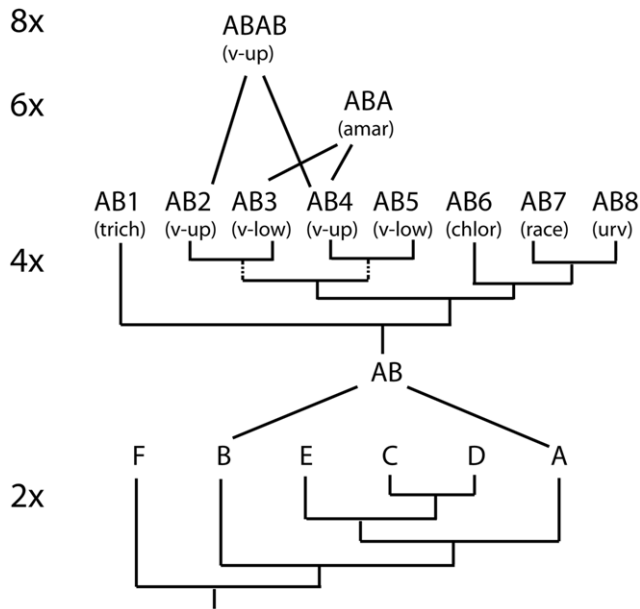 8x
ABAB
(v-up)
6x
ABA
(amar)
AB1 AB2 AB3 AB4 AB5 AB6 AB7 AB8
(trich) (v-up) (v-low) (v-up) (v-low) (chlor) (race) (urv)
4x
AB
F B E C D A
2x